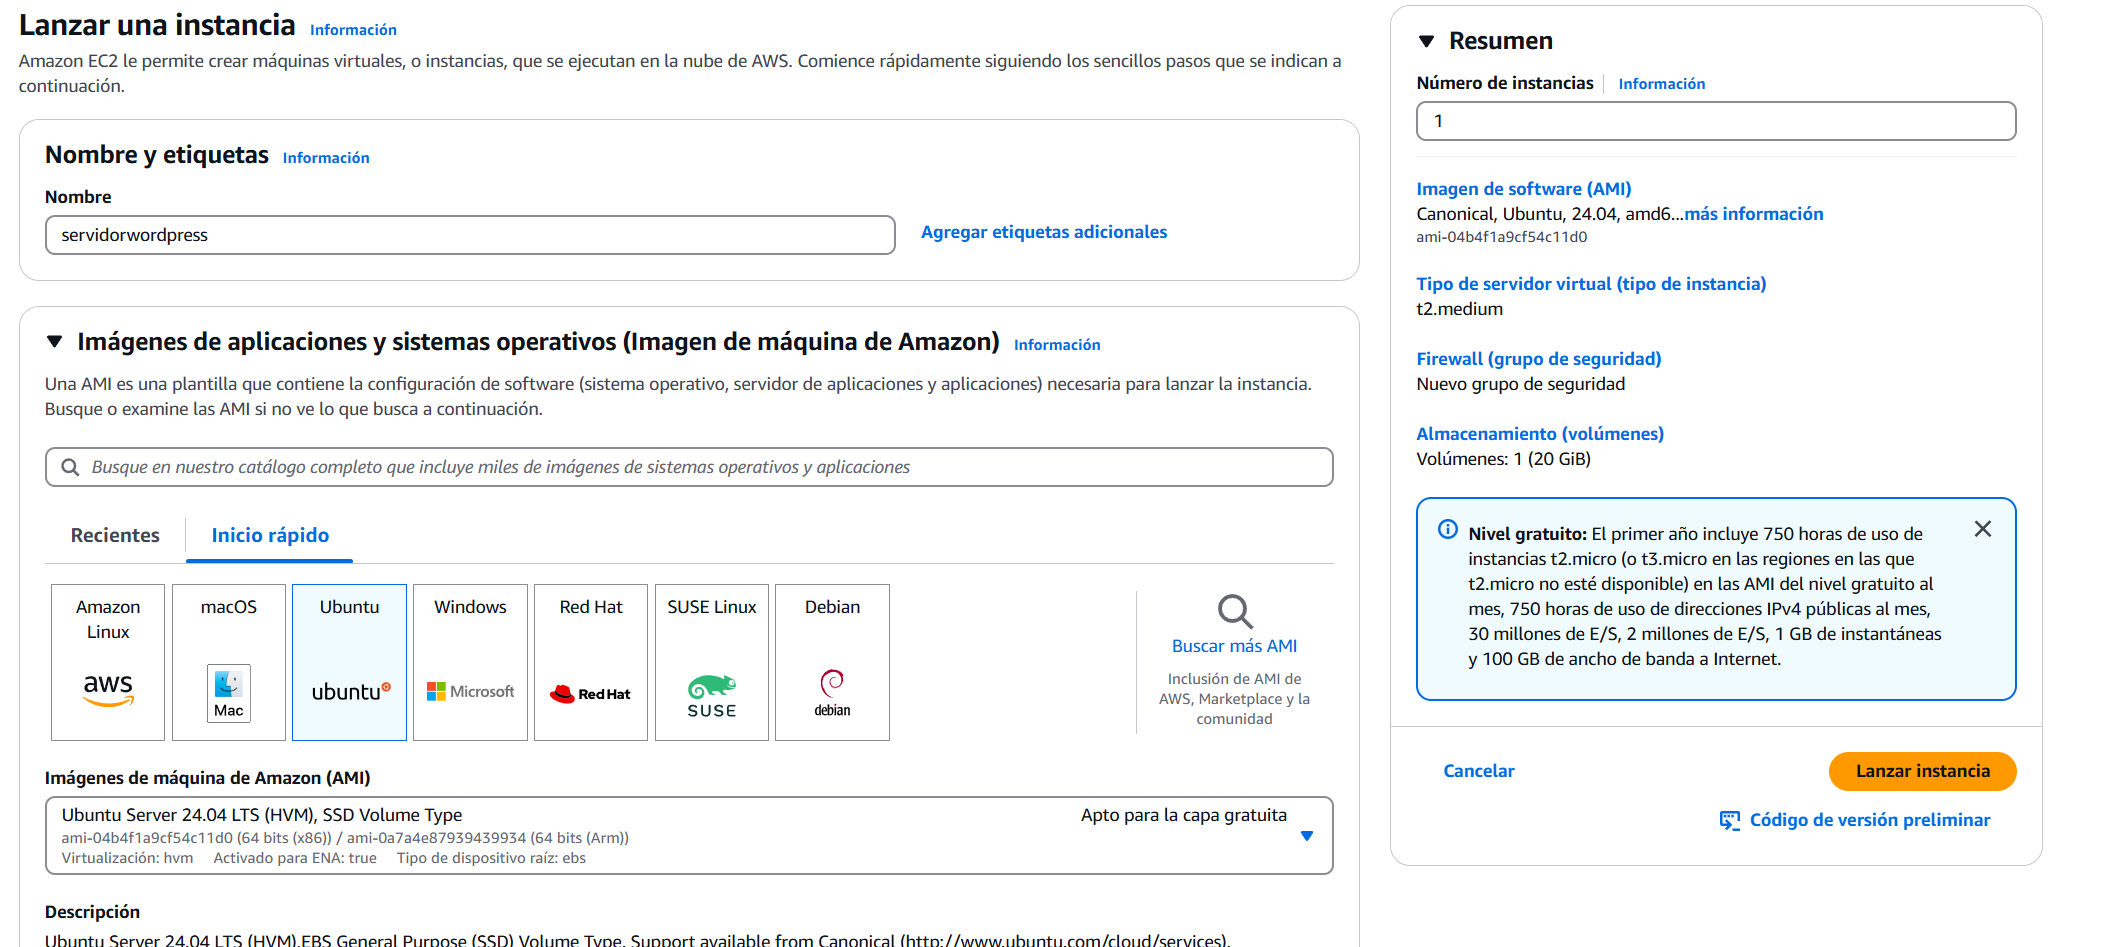 Lanzar una instancia Información
Amazon EC2 le permite crear máquinas virtuales, o instancias, que se ejecutan en la nube de AWS. Comience rápidamente siguiendo los sencillos pasos que se indican a
continuación.
Nombre y etiquetas Información
Nombre
servidorwordpress
Agregar etiquetas adicionales
Imágenes de aplicaciones y sistemas operativos (Imagen de máquina de Amazon) Información
Una AMI es una plantilla que contiene la configuración de software (sistema operativo, servidor de aplicaciones y aplicaciones) necesaria para lanzar la instancia.
Busque o examine las AMI si no ve lo que busca a continuación.
Busque en nuestro catálogo completo que incluye miles de imágenes de sistemas operativos y aplicaciones
Recientes
Inicio rápido
Amazon
Linux
aws
macOS
Mac
Ubuntu
ubuntu
Windows
Microsoft
Red Hat
Red Hat
SUSE Linux
SUSE
Debian
debian
Buscar más AMI
Inclusión de AMI de
AWS, Marketplace y la
comunidad
Imágenes de máquina de Amazon (AMI)
Ubuntu Server 24.04 LTS (HVM), SSD Volume Type
Apto para la capa gratuita
ami-04b4f1a9cf54c11d0 (64 bits (x86)) / ami-0a7a4e87939439934 (64 bits (Arm))
Virtualización: hvm Activado para ENA: true Tipo de dispositivo raíz: ebs
Descripción
Ubuntu Server 24.04 LTS (HVM),EBS General Purpose (SSD) Volume Type. Support available from Canonical (http://www.ubuntu.com/cloud/services).
Resumen
Número de instancias Información
1
Imagen de software (AMI)
Canonical, Ubuntu, 24.04, amd6...más información
ami-04b4f1a9cf54c11d0
Tipo de servidor virtual (tipo de instancia)
t2.medium
Firewall (grupo de seguridad)
Nuevo grupo de seguridad
Almacenamiento (volúmenes)
Volúmenes: 1 (20 GiB)
Nivel gratuito: El primer año incluye 750 horas de uso de
instancias t2.micro (o t3.micro en las regiones en las que
t2.micro no esté disponible) en las AMI del nivel gratuito al
mes, 750 horas de uso de direcciones IPv4 públicas al mes,
30 millones de E/S, 2 millones de E/S, 1 GB de instantáneas
y 100 GB de ancho de banda a Internet.
Cancelar
Lanzar instancia
Código de versión preliminar